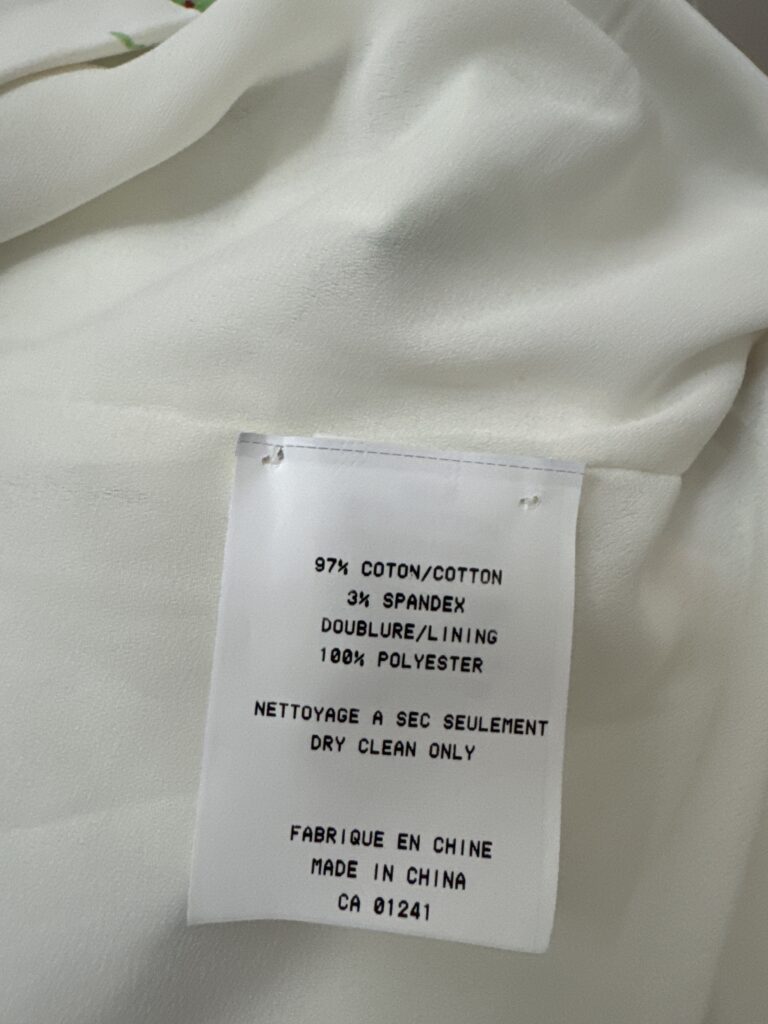 97% COTON/COTTON
3% SPANDEX
DOUBLURE/LINING
100% POLYESTER
NETTOYAGE A SEC SEULEMENT
DRY CLEAN ONLY
FABRIQUE EN CHINE
MADE IN CHINA
CA 01241